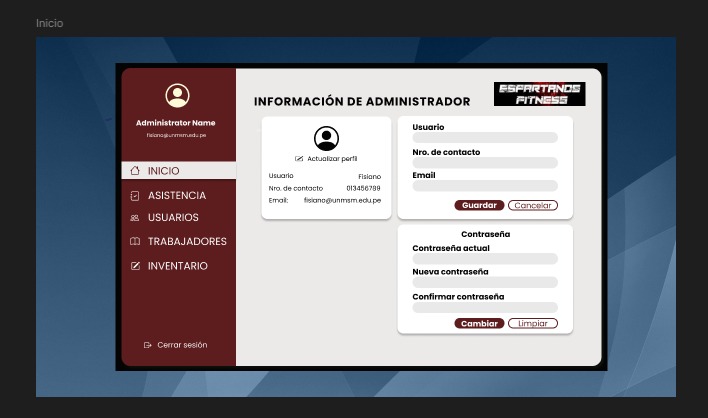 Inicio
Administrator Name
fisiano@unmsm.edu.pe
INICIO
ASISTENCIA
USUARIOS
TRABAJADORES
INVENTARIO
Cerrar sesión
INFORMACIÓN DE ADMINISTRADOR
ESPARTANOS
FITNESS
Actualizar perfil
Usuario Fisiano
Nro. de contacto 013456789
Email: fisiano@unmsm.edu.pe
Usuario
Nro. de contacto
Email
Guardar Cancelar
Contraseña
Contraseña actual
Nueva contraseña
Confirmar contraseña
Cambiar Limpiar